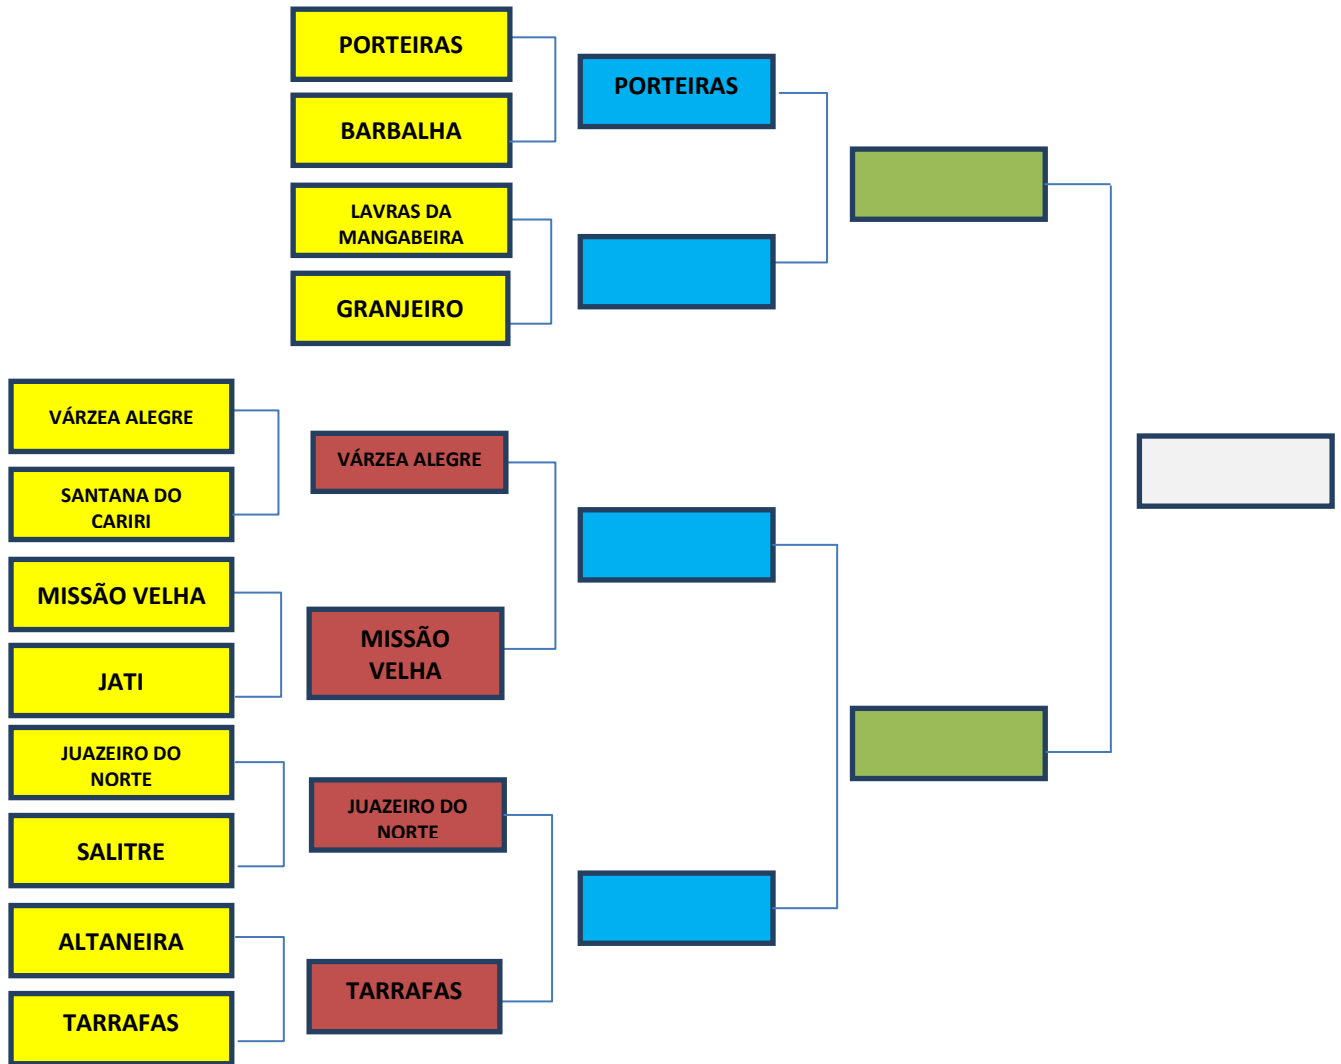 PORTEIRAS
PORTEIRAS
BARBALHA
LAVRAS DA
MANGABEIRA
GRANJEIRO
VÁRZEA ALEGRE
VÁRZEA ALEGRE
SANTANA DO
CARIRI
MISSÃO VELHA
MISSÃO
VELHA
JATI
JUAZEIRO DO
NORTE
JUAZEIRO DO
NORTE
SALITRE
ALTANEIRA
TARRAFAS
TARRAFAS